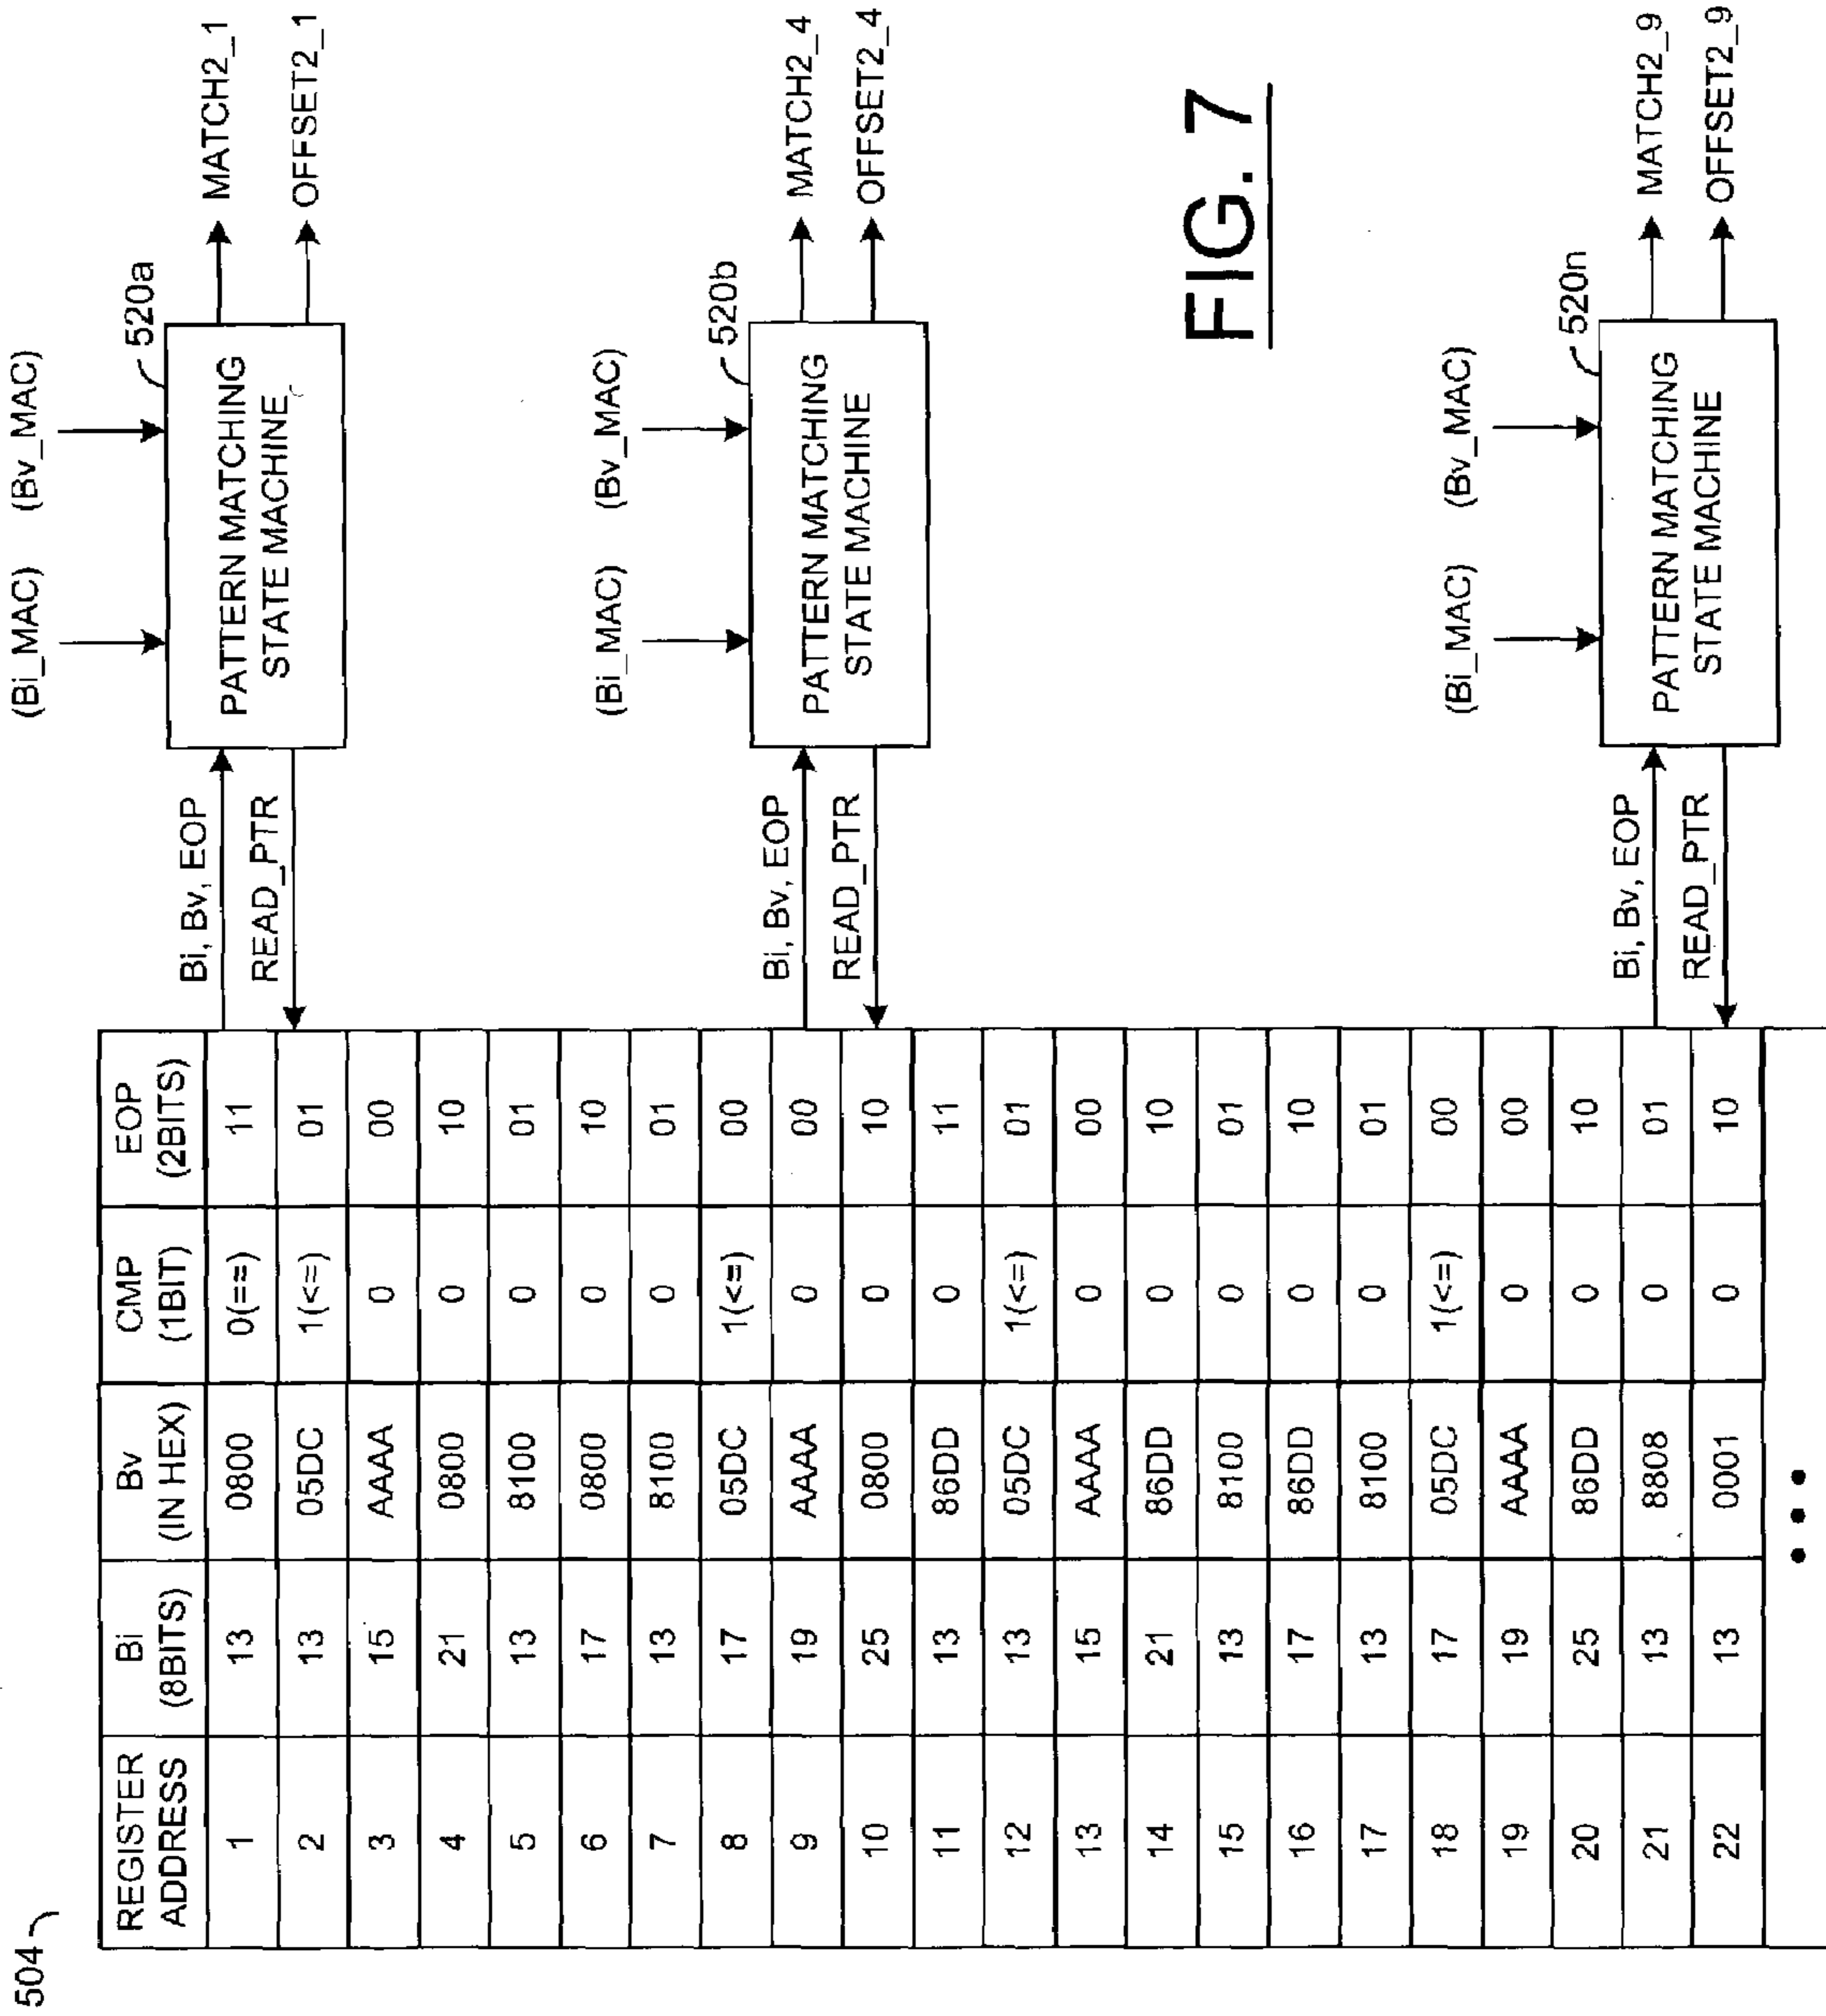 504
REGISTER ADDRESS Bi (8BITS) Bv (IN HEX) CMP (1BIT) EOP (2BITS)
1 13 0800 0(==) 11
2 13 05DC 1(<=) 01
3 15 AAAA 0 00
4 21 0800 0 10
5 13 8100 0 01
6 17 0800 0 10
7 13 8100 0 01
8 17 05DC 1(<=) 00
9 19 AAAA 0 00
10 25 0800 0 10
11 13 86DD 0 11
12 13 05DC 1(<=) 01
13 15 AAAA 0 00
14 21 86DD 0 10
15 13 8100 0 01
16 17 86DD 0 10
17 13 8100 0 01
18 17 05DC 1(<=) 00
19 19 AAAA 0 00
20 25 86DD 0 10
21 13 8808 0 01
22 13 0001 0 10
• • •
(Bi_MAC) (Bv_MAC)
520a
Bi, Bv, EOP
READ_PTR
PATTERN MATCHING
STATE MACHINE
MATCH2_1
OFFSET2_1
(Bi_MAC) (Bv_MAC)
520b
Bi, Bv, EOP
READ_PTR
PATTERN MATCHING
STATE MACHINE
MATCH2_4
OFFSET2_4
(Bi_MAC) (Bv_MAC)
520n
Bi, Bv, EOP
READ_PTR
PATTERN MATCHING
STATE MACHINE
MATCH2_9
OFFSET2_9
FIG. 7